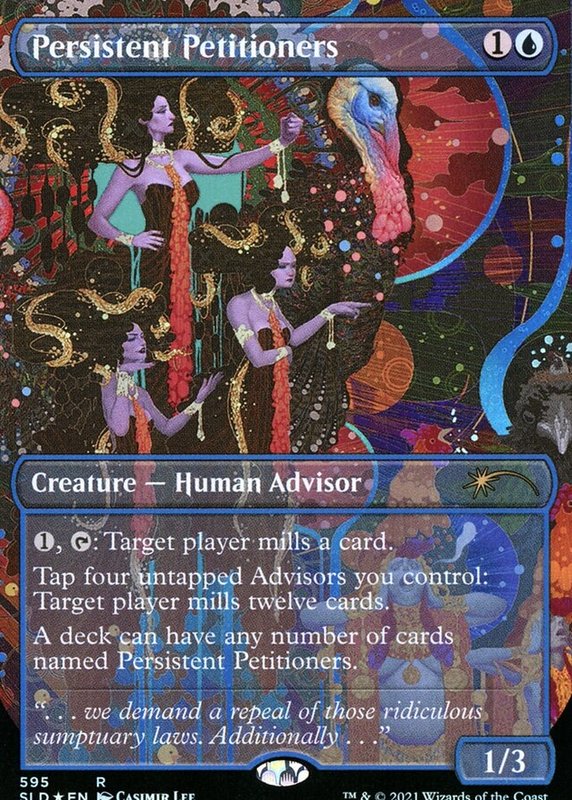 Persistent Petitioners 1
Creature — Human Advisor
1, T: Target player mills a card.
Tap four untapped Advisors you control:
Target player mills twelve cards.
A deck can have any number of cards
named Persistent Petitioners.
“. . . we demand a repeal of those ridiculous
sumptuary laws. Additionally . . .”
1/3
595 R
SLD ★ EN Casimir Lee ™ & © 2021 Wizards of the Coast